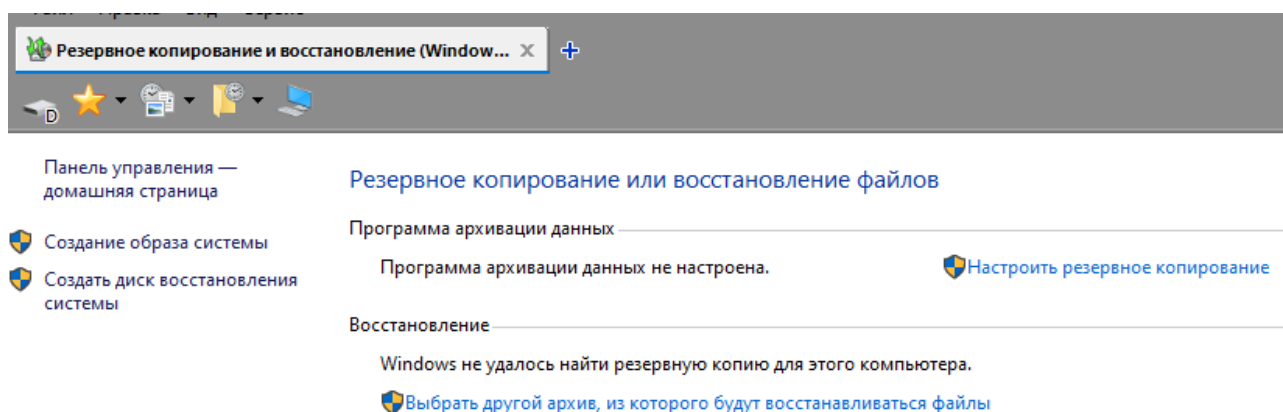 Резервное копирование и восстановление (Window...
D
Панель управления —
домашняя страница
Создание образа системы
Создать диск восстановления
системы
Резервное копирование или восстановление файлов
Программа архивации данных
Программа архивации данных не настроена.
Настроить резервное копирование
Восстановление
Windows не удалось найти резервную копию для этого компьютера.
Выбрать другой архив, из которого будут восстанавливаться файлы